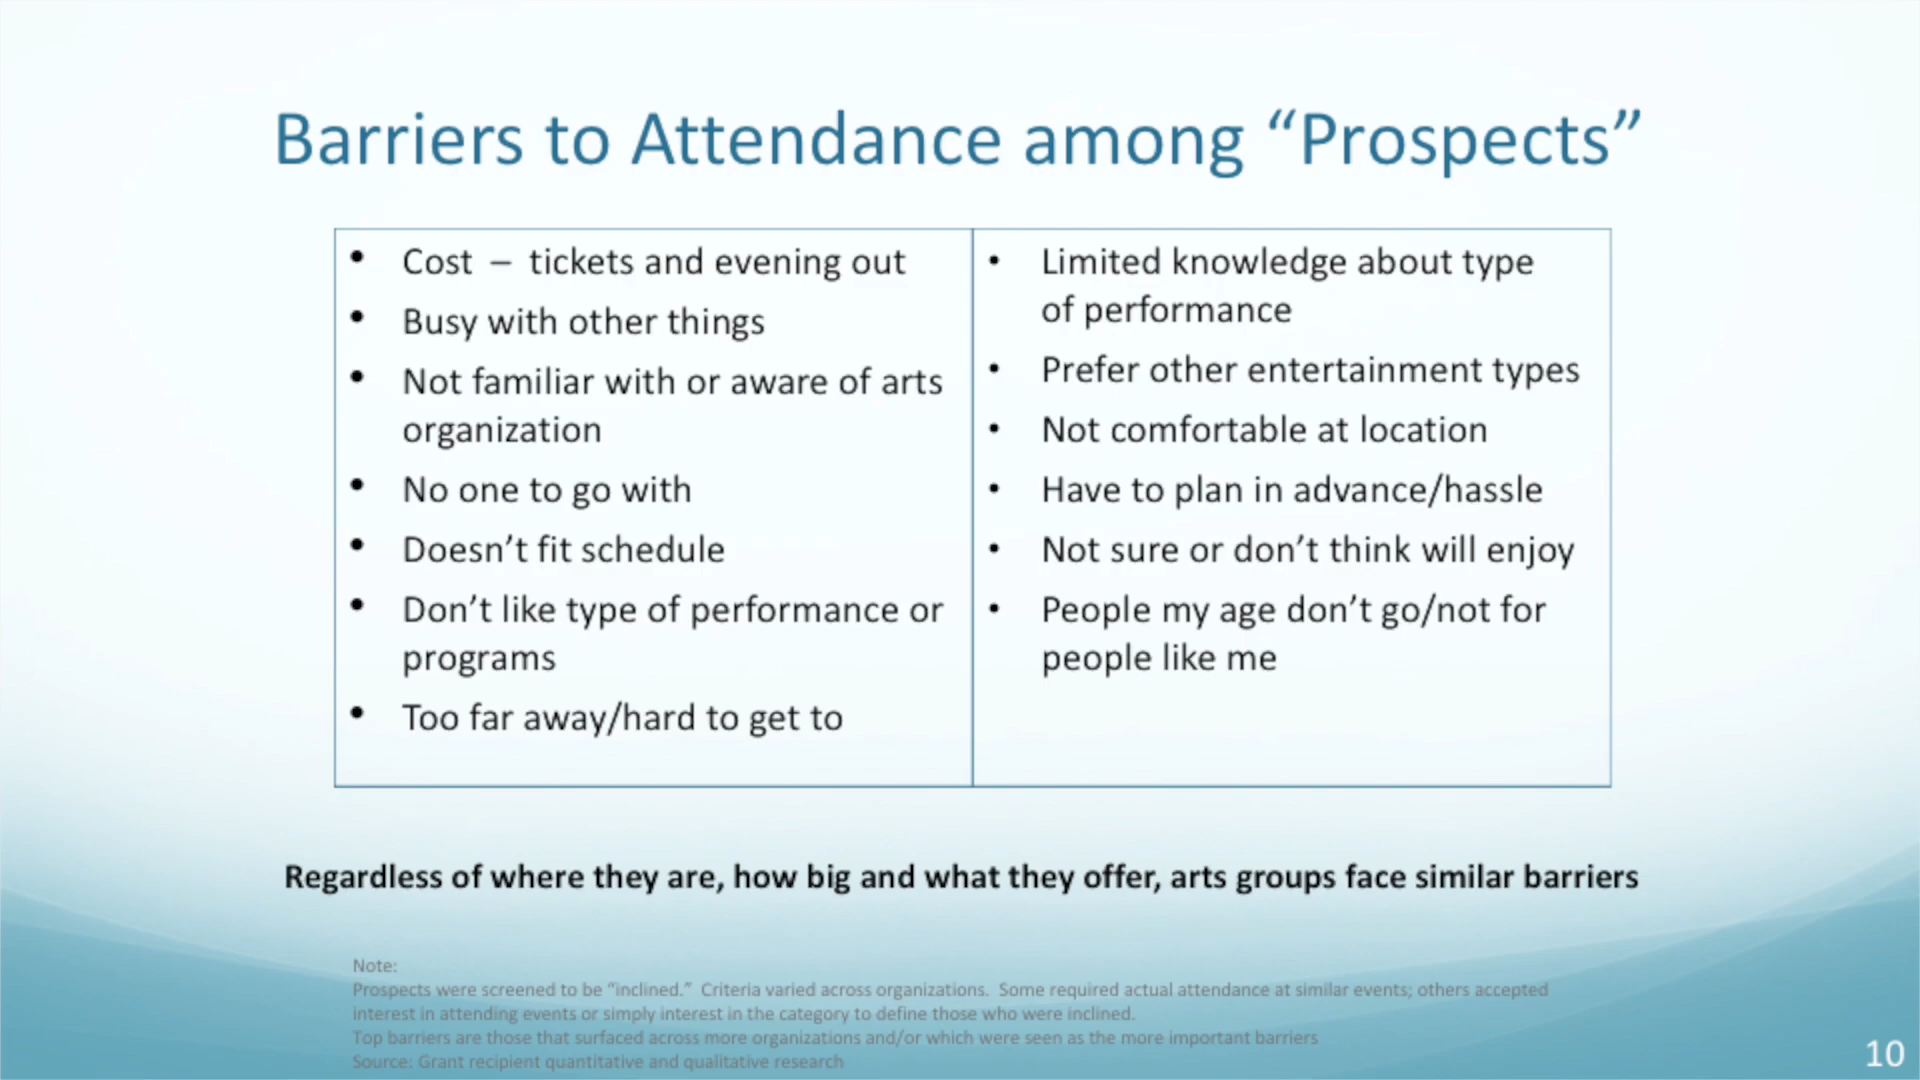 Barriers to Attendance among “Prospects”
• Cost – tickets and evening out
• Busy with other things
• Not familiar with or aware of arts
organization
• No one to go with
• Doesn’t fit schedule
• Don’t like type of performance or
programs
• Too far away/hard to get to
• Limited knowledge about type
of performance
• Prefer other entertainment types
• Not comfortable at location
• Have to plan in advance/hassle
• Not sure or don’t think will enjoy
• People my age don’t go/not for
people like me
Regardless of where they are, how big and what they offer, arts groups face similar barriers
Note:
Prospects were screened to be “inclined.” Criteria varied across organizations. Some required actual attendance at similar events; others accepted
interest in attending events or simply interest in the category to define those who were inclined.
Top barriers are those that surfaced across more organizations and/or which were seen as the more important barriers
Source: Grant recipient quantitative and qualitative research
10